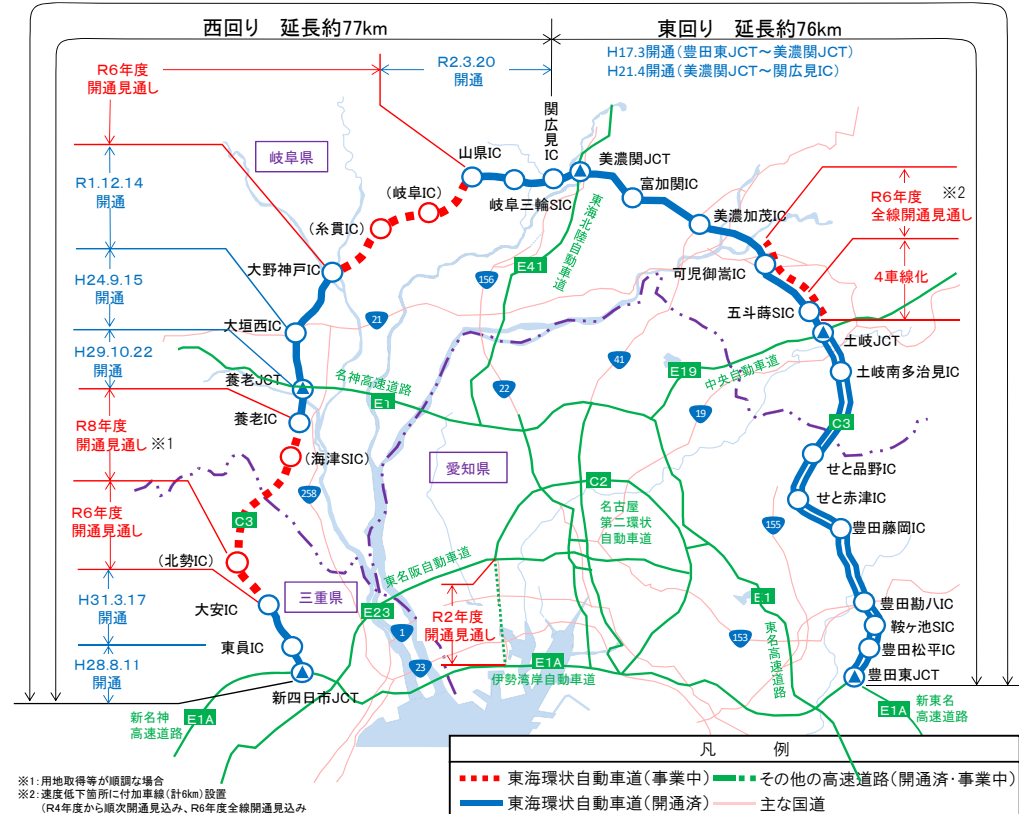 西回り 延長約77km
東回り 延長約76km
H17.3開通(豊田東JCT～美濃関JCT)
H21.4開通(美濃関JCT～関広見IC)
R6年度
開通見通し
R2.3.20
開通
関広見IC
岐阜県
山県IC
美濃関JCT
岐阜三輪SIC
富加関IC
(岐阜IC)
(糸貫IC)
美濃加茂IC
R6年度
全線開通見通し
※2
R1.12.14
開通
東海北陸自動車道
E41
大野神戸IC
可児御嵩IC
4車線化
156
H24.9.15
開通
五斗蒔SIC
21
大垣西IC
土岐JCT
41
H29.10.22
開通
土岐南多治見IC
E19
中央自動車道
養老JCT
名神高速道路
E1
22
19
養老IC
C3
R8年度
開通見通し
※1
(海津SIC)
愛知県
せと品野IC
C2
258
せと赤津IC
名古屋
第二環状
自動車道
R6年度
開通見通し
C3
155
豊田藤岡IC
(北勢IC)
東名阪自動車道
三重県
R2年度
開通見通し
E1
H31.3.17
開通
大安IC
E23
豊田勘八IC
1
鞍ヶ池SIC
東名高速道路
153
東員IC
豊田松平IC
H28.8.11
開通
23
E1A
伊勢湾岸自動車道
新四日市JCT
豊田東JCT
新名神
高速道路
E1A
E1A
新東名
高速道路
凡 例
東海環状自動車道(事業中)
その他の高速道路(開通済・事業中)
東海環状自動車道(開通済)
主な国道
※1:用地取得等が順調な場合
※2:速度低下箇所に付加車線(計6km)設置
(R4年度から順次開通見込み、R6年度全線開通見込み